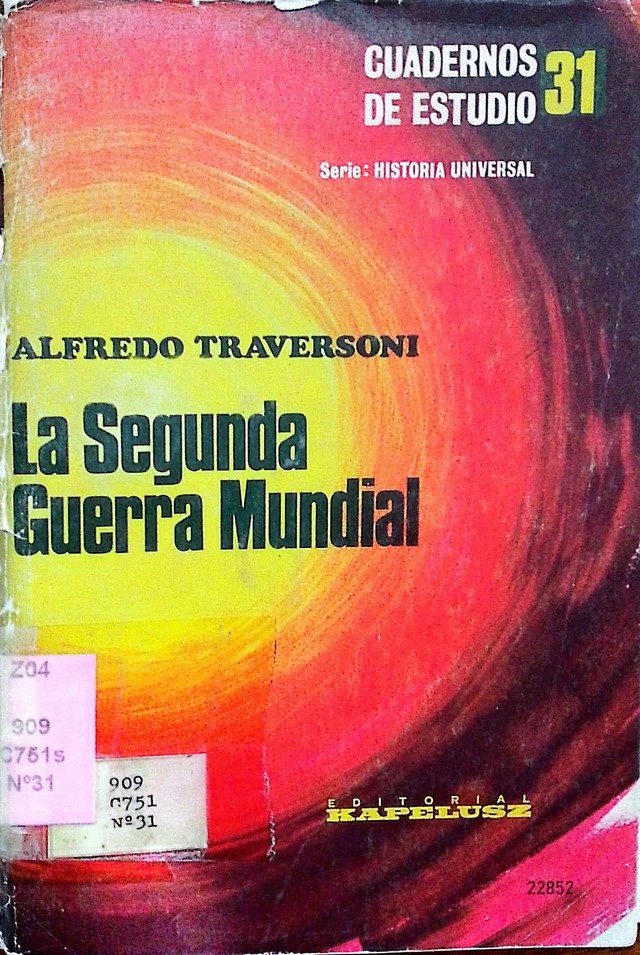 CUADERNOS 31
DE ESTUDIO
Serie: HISTORIA UNIVERSAL
ALFREDO TRAVERSONI
La Segunda
Guerra Mundial
Z04
909
C751s
Nº31
909
C751
Nº31
EDITORIAL
KAPELUSZ
22852